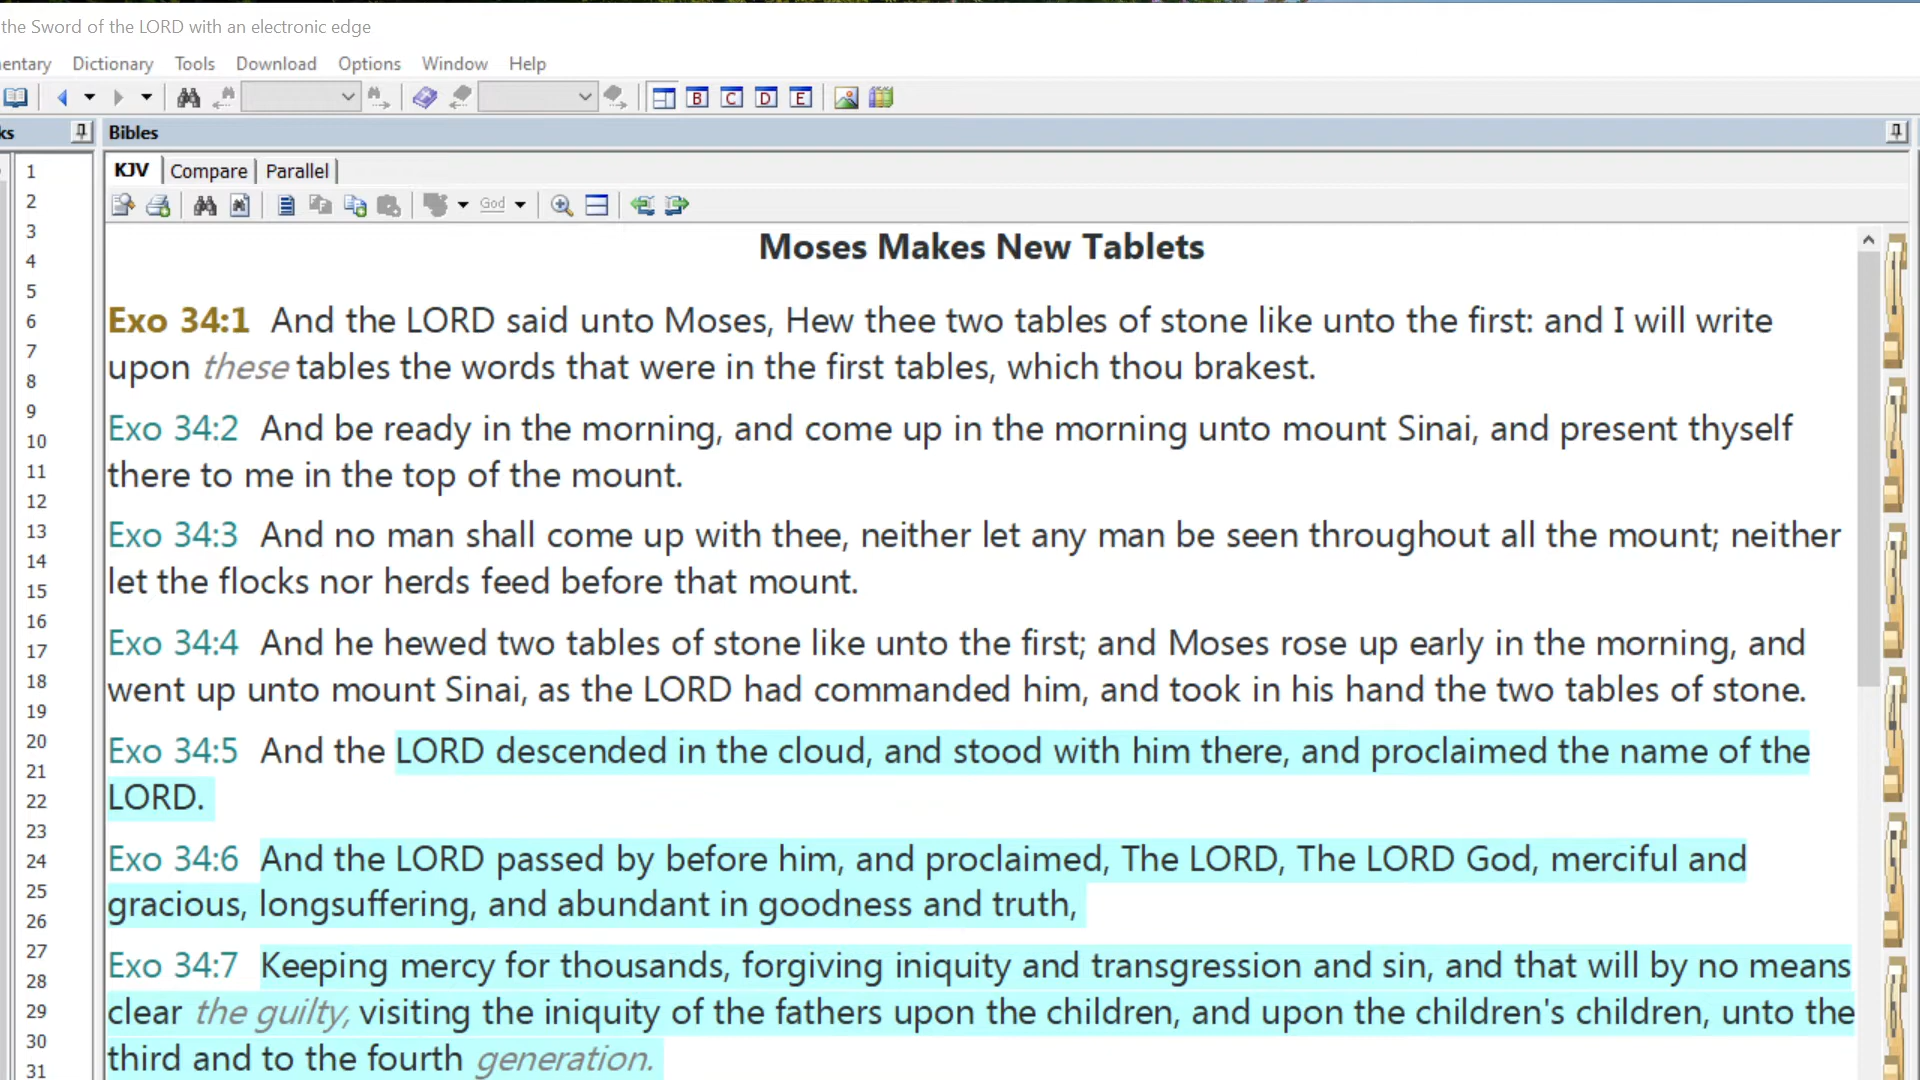 the Sword of the LORD with an electronic edge
entary Dictionary Tools Download Options Window Help
B C D E
ks Bibles
KJV Compare Parallel
God
1
2
3
4
5
6
7
8
9
10
11
12
13
14
15
16
17
18
19
20
21
22
23
24
25
26
27
28
29
30
31
Moses Makes New Tablets
Exo 34:1 And the LORD said unto Moses, Hew thee two tables of stone like unto the first: and I will write
upon these tables the words that were in the first tables, which thou brakest.
Exo 34:2 And be ready in the morning, and come up in the morning unto mount Sinai, and present thyself
there to me in the top of the mount.
Exo 34:3 And no man shall come up with thee, neither let any man be seen throughout all the mount; neither
let the flocks nor herds feed before that mount.
Exo 34:4 And he hewed two tables of stone like unto the first; and Moses rose up early in the morning, and
went up unto mount Sinai, as the LORD had commanded him, and took in his hand the two tables of stone.
Exo 34:5 And the LORD descended in the cloud, and stood with him there, and proclaimed the name of the
LORD.
Exo 34:6 And the LORD passed by before him, and proclaimed, The LORD, The LORD God, merciful and
gracious, longsuffering, and abundant in goodness and truth,
Exo 34:7 Keeping mercy for thousands, forgiving iniquity and transgression and sin, and that will by no means
clear the guilty, visiting the iniquity of the fathers upon the children, and upon the children's children, unto the
third and to the fourth generation.